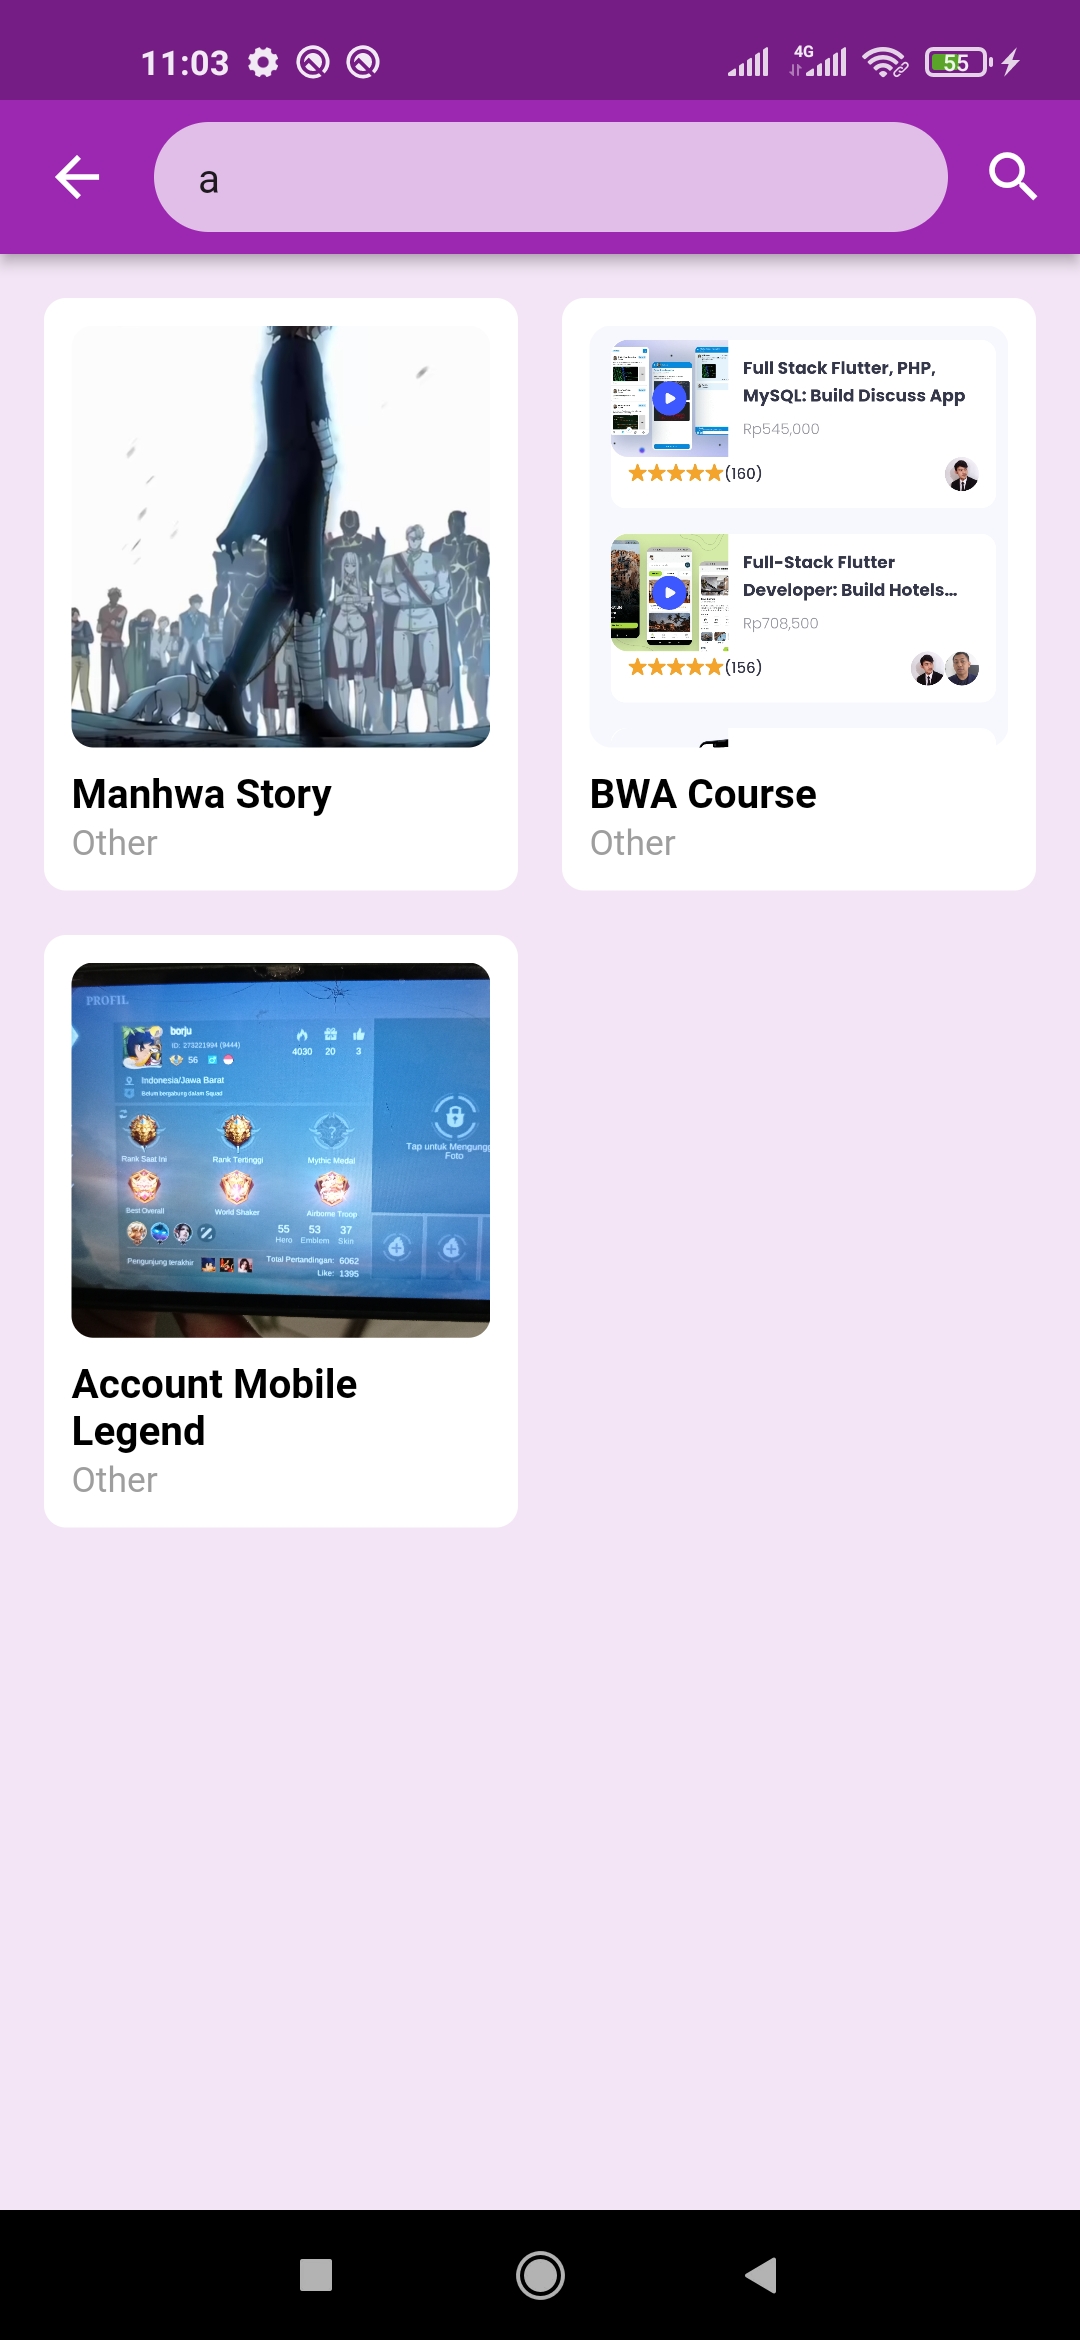 11:03
4G
55
a
Full Stack Flutter, PHP,
MySQL: Build Discuss App
Rp545,000
(160)
Full-Stack Flutter
Developer: Build Hotels...
Rp708,500
(156)
Manhwa Story
Other
BWA Course
Other
PROFIL
borju
ID: 273221994 (9444)
56
4030 20 3
Indonesia/Jawa Barat
Belum bergabung dalam Squad
Rank Saat Ini Rank Tertinggi Mythic Medal
Tap untuk Mengungg
Foto
Best Overall World Shaker Airborne Troop
55 53 37
Hero Emblem Skin
Pengunjung terakhir
Total Pertandingan: 6062
Like: 1395
Account Mobile
Legend
Other